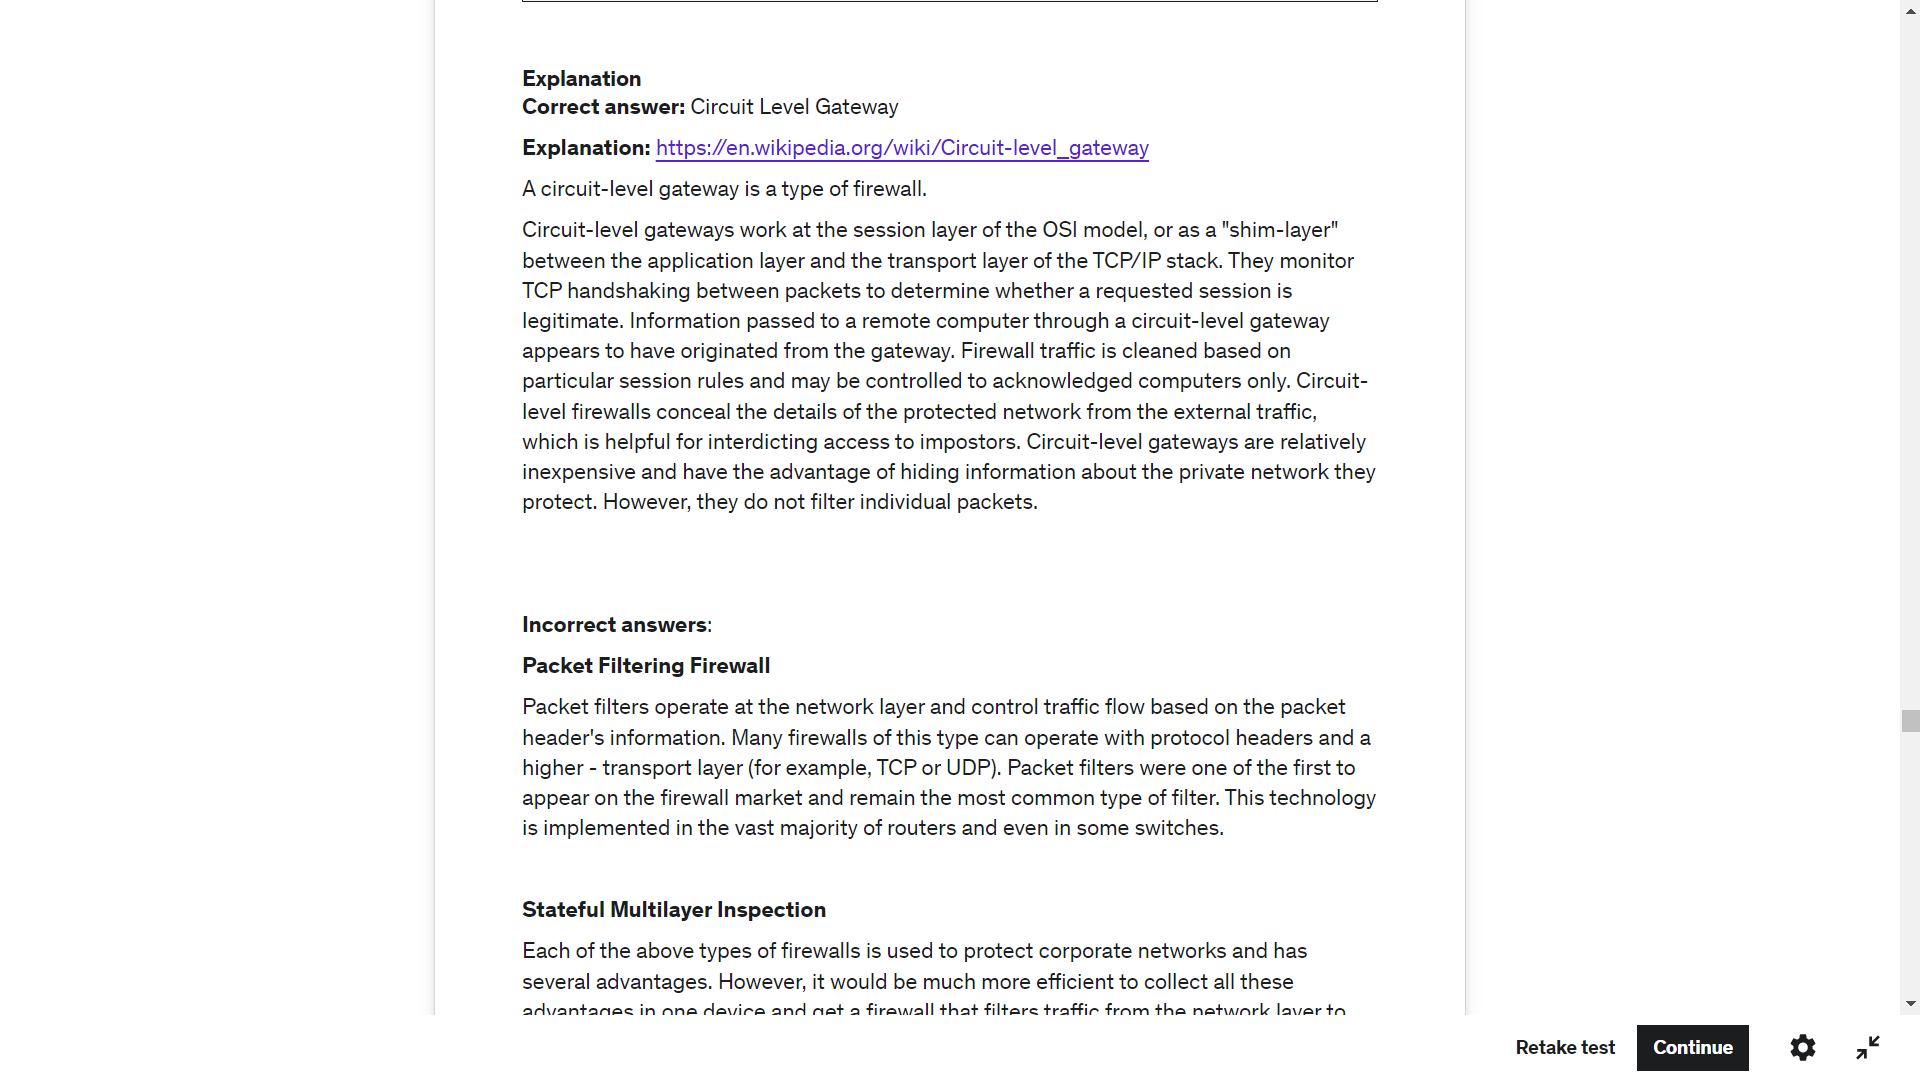 Explanation
Correct answer: Circuit Level Gateway
Explanation: https://en.wikipedia.org/wiki/Circuit-level_gateway
A circuit-level gateway is a type of firewall.
Circuit-level gateways work at the session layer of the OSI model, or as a "shim-layer"
between the application layer and the transport layer of the TCP/IP stack. They monitor
TCP handshaking between packets to determine whether a requested session is
legitimate. Information passed to a remote computer through a circuit-level gateway
appears to have originated from the gateway. Firewall traffic is cleaned based on
particular session rules and may be controlled to acknowledged computers only. Circuit-
level firewalls conceal the details of the protected network from the external traffic,
which is helpful for interdicting access to impostors. Circuit-level gateways are relatively
inexpensive and have the advantage of hiding information about the private network they
protect. However, they do not filter individual packets.
Incorrect answers:
Packet Filtering Firewall
Packet filters operate at the network layer and control traffic flow based on the packet
header's information. Many firewalls of this type can operate with protocol headers and a
higher - transport layer (for example, TCP or UDP). Packet filters were one of the first to
appear on the firewall market and remain the most common type of filter. This technology
is implemented in the vast majority of routers and even in some switches.
Stateful Multilayer Inspection
Each of the above types of firewalls is used to protect corporate networks and has
several advantages. However, it would be much more efficient to collect all these
advantages in one device and get a firewall that filters traffic from the network layer to
Retake test
Continue